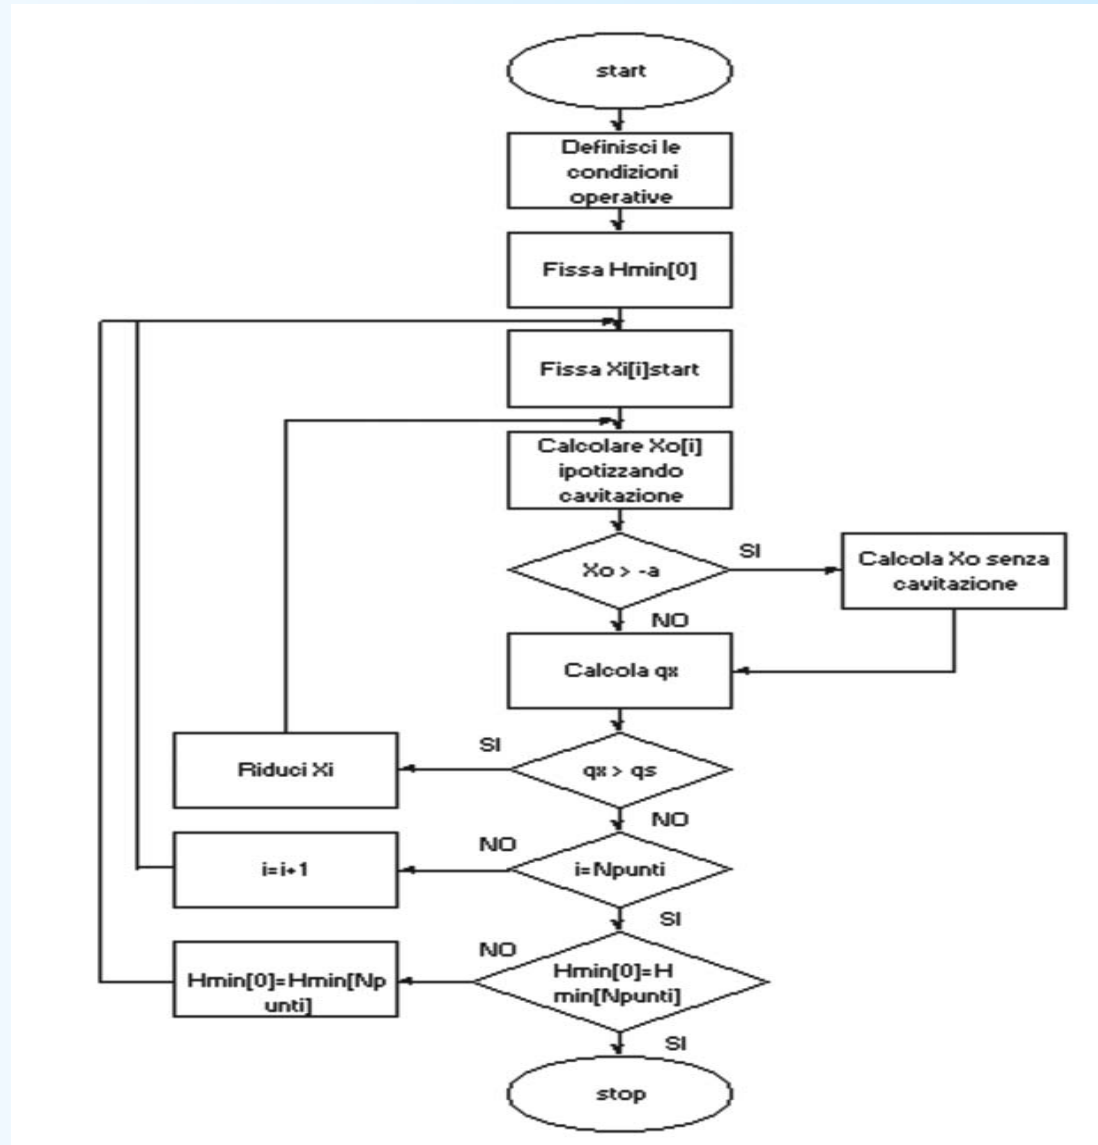 start
Definisci le
condizioni
operative
Fissa Hmin[0]
Fissa Xi[i]start
Calcolare Xo[i]
ipotizzando
cavitazione
Xo > -a
SI
Calcola Xo senza
cavitazione
NO
Calcola qx
qx > qs
SI
Riduci Xi
NO
i=Npunti
NO
i=i+1
SI
Hmin[0]=H
min[Npunti]
NO
Hmin[0]=Hmin[Np
unti]
SI
stop